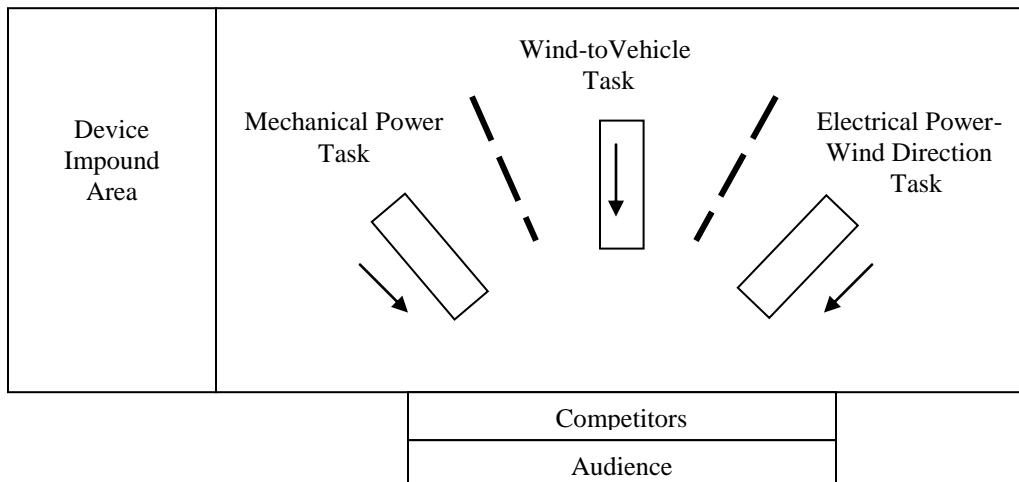 Device
Impound
Area
Mechanical Power
Task
Wind-toVehicle
Task
Electrical Power-
Wind Direction
Task
Competitors
Audience